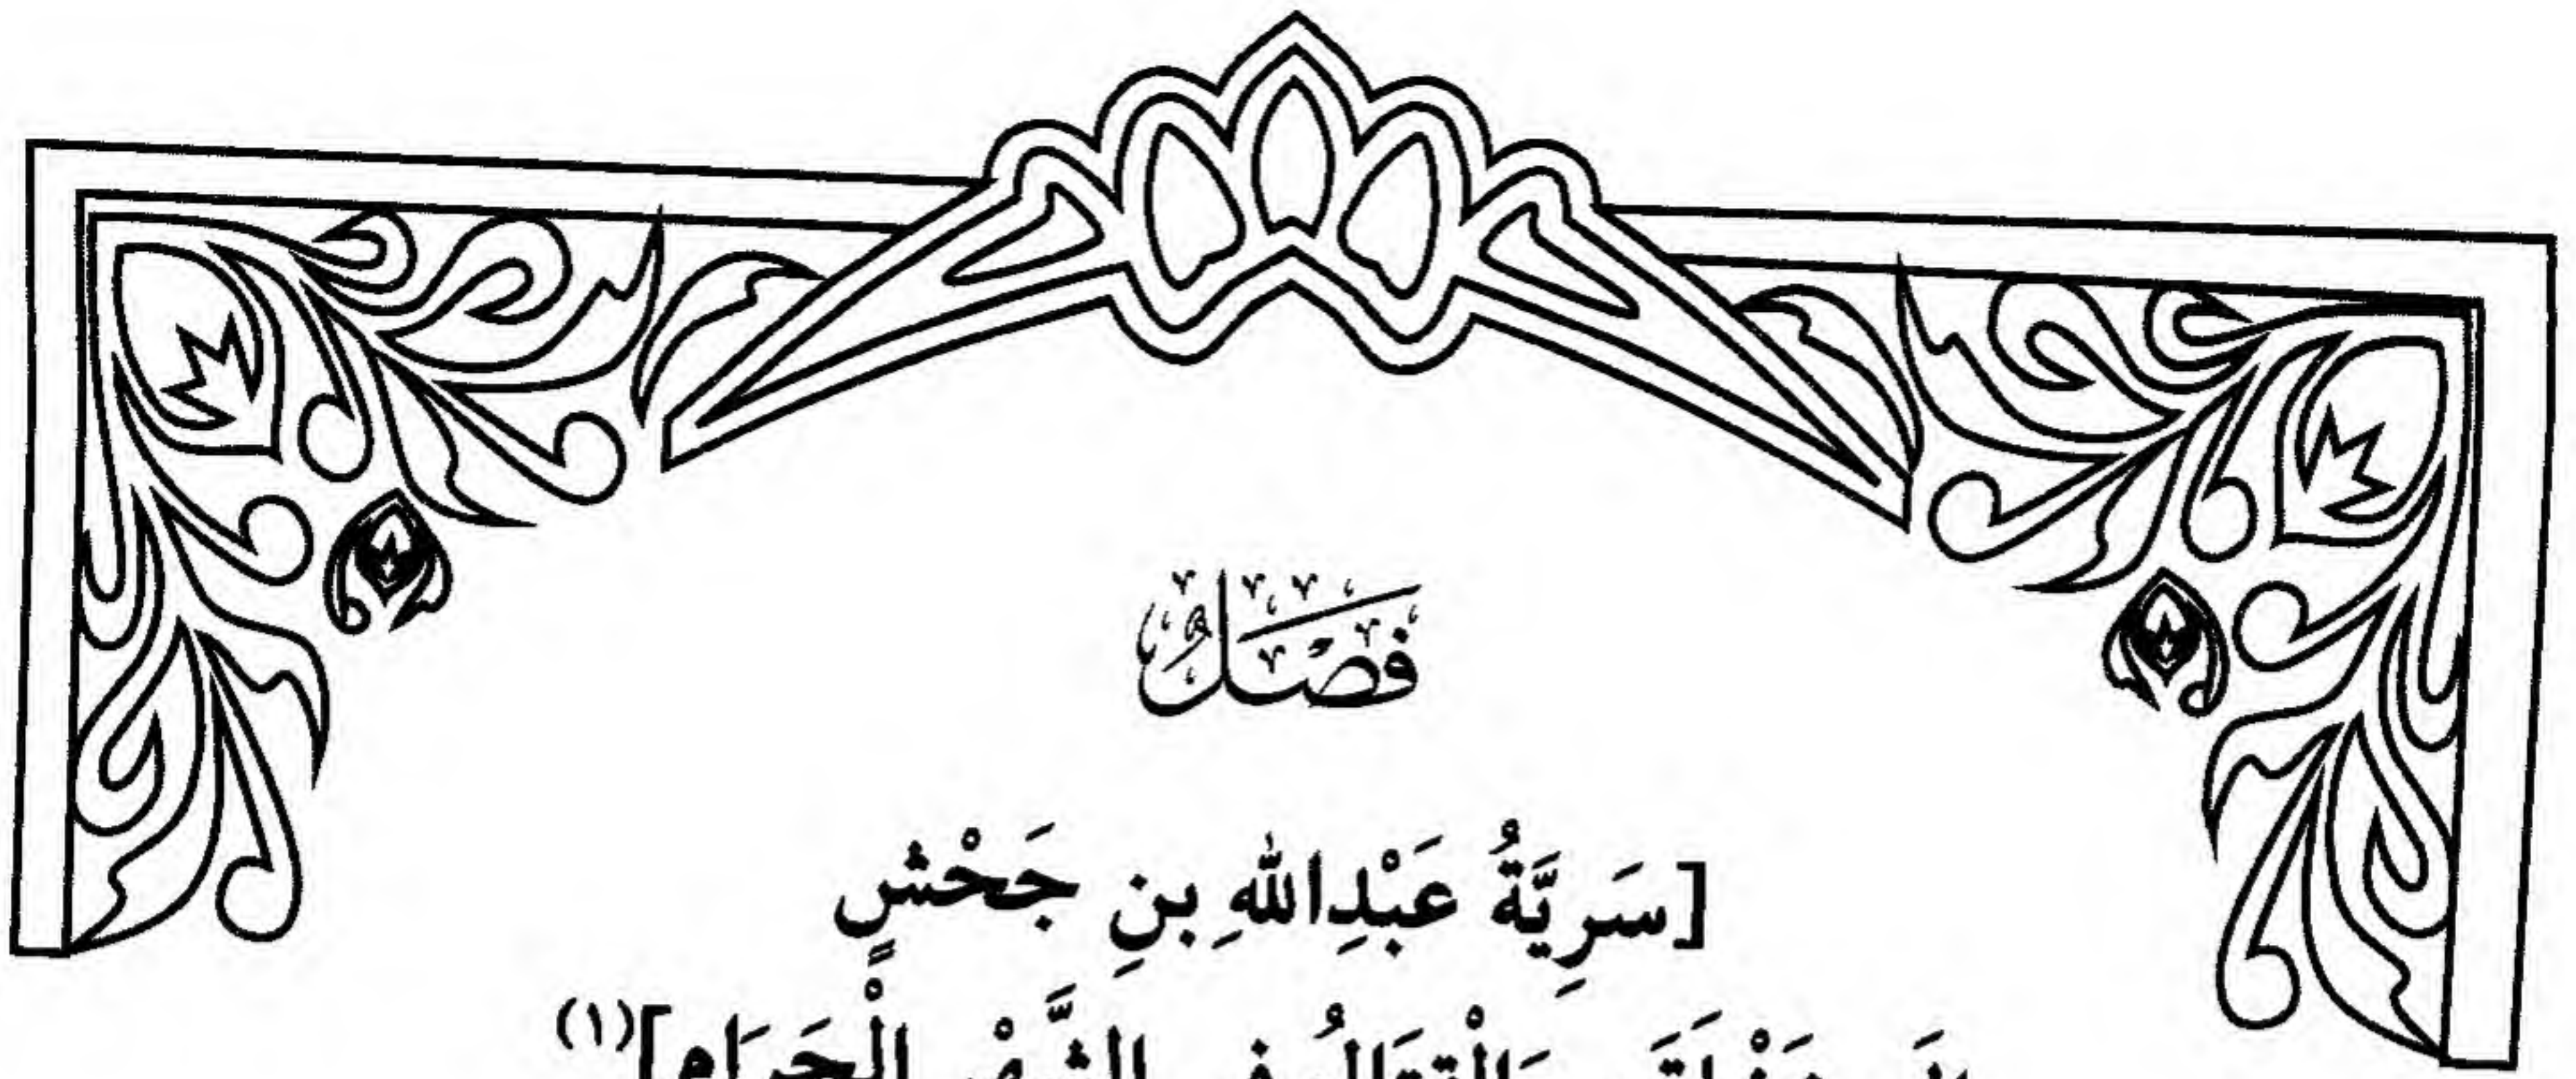 فَصْلٌ
[سَرِيَّةُ عَبْدِاللهِ بنِ جَحْشٍ
إِلَى نَخْلَةَ وَالْقِتَالُ فِي الشَّهْرِ الْحَرَامِ](١)